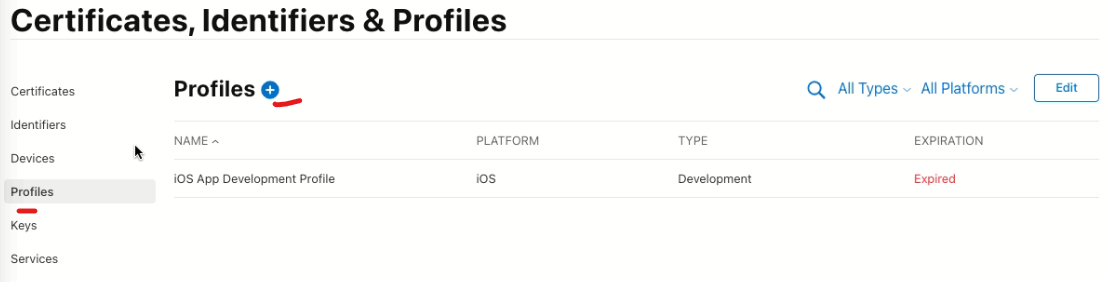 Certificates, Identifiers & Profiles
Certificates
Identifiers
Devices
Profiles
Keys
Services
Profiles
All Types
All Platforms
Edit
NAME PLATFORM TYPE EXPIRATION
iOS App Development Profile iOS Development Expired